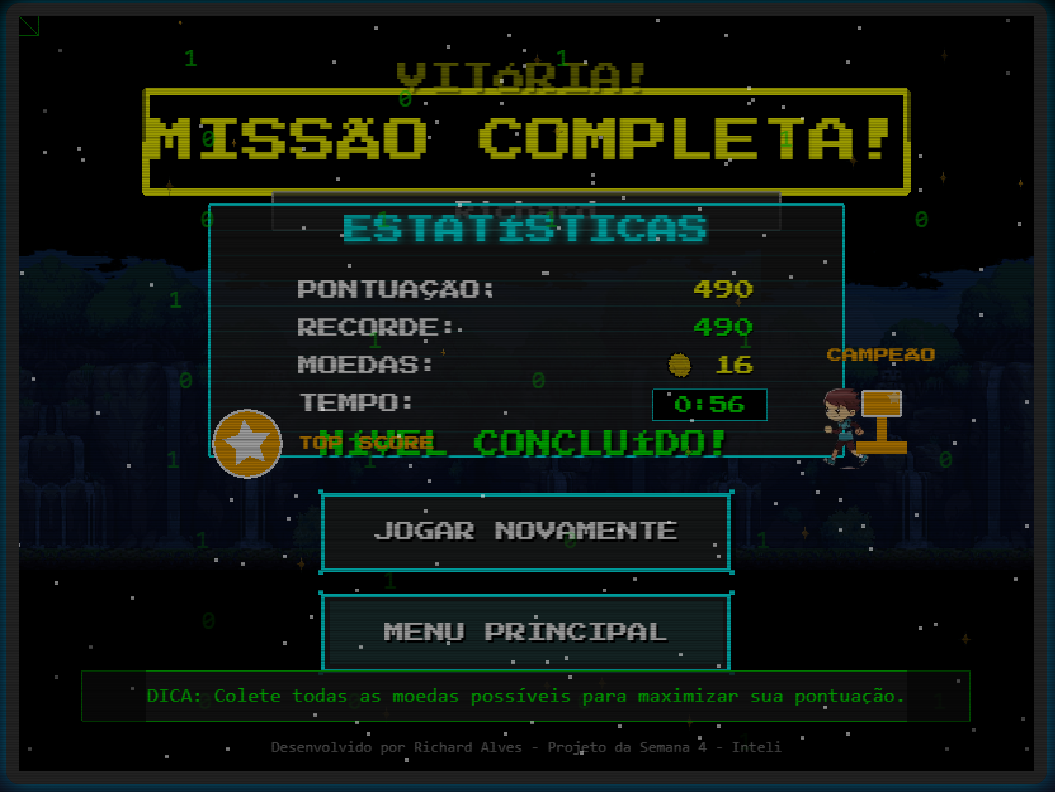 VITóRIA!
MISSÃO COMPLETA!
Richard
ESTATíSTICAS
PONTUAÇÃO: 490
RECORDE: 490
MOEDAS: 16
CAMPEãO
TEMPO: 0:56
TOP SCORE
NíVEL CONCLUíDO!
JOGAR NOVAMENTE
MENU PRINCIPAL
DICA: Colete todas as moedas possíveis para maximizar sua pontuação.
Desenvolvido por Richard Alves - Projeto da Semana 4 - Inteli